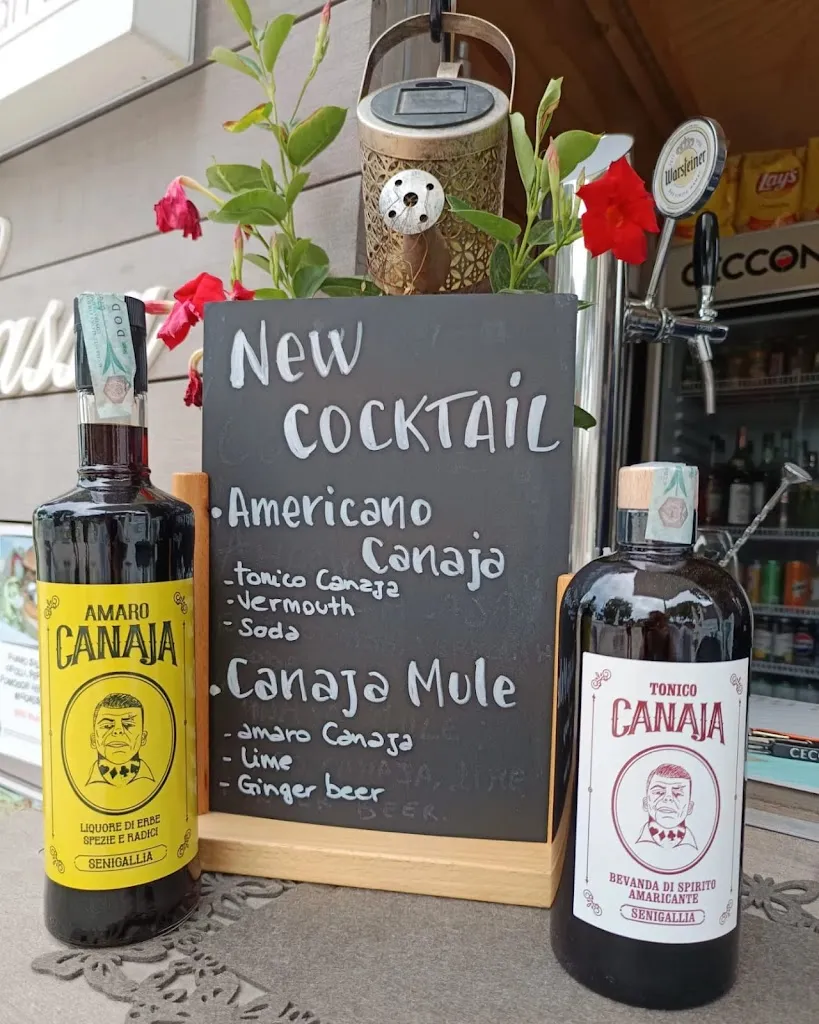 Warsteiner
Lay's
CECCON
New
COCKTAIL
• Americano
Canaja
- Tonico Canaja
- Vermouth
- Soda
• Canaja Mule
- amaro Canaja
- Lime
- Ginger beer
AMARO
CANAJA
LIQUORE DI ERBE
SPEZIE E RADICI
SENIGALLIA
TONICO
CANAJA
BEVANDA DI SPIRITO
AMARICANTE
SENIGALLIA